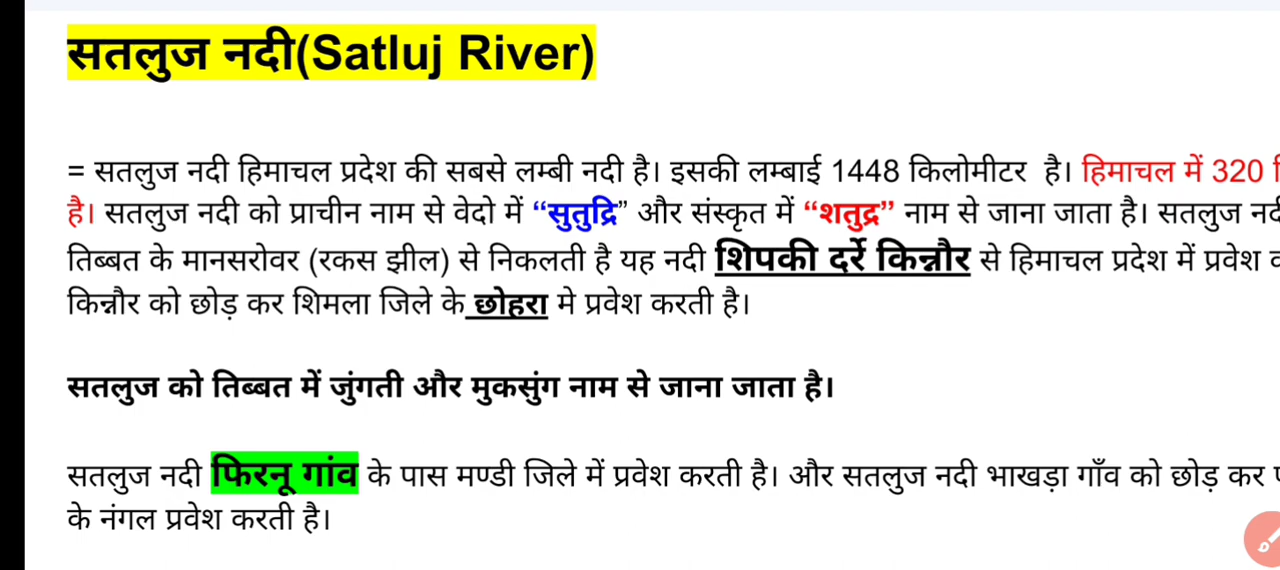 सतलुज नदी(Satluj River)
= सतलुज नदी हिमाचल प्रदेश की सबसे लम्बी नदी है। इसकी लम्बाई 1448 किलोमीटर है। हिमाचल में 320
है। सतलुज नदी को प्राचीन नाम से वेदो में “सुतुद्रि” और संस्कृत में “शतुद्र” नाम से जाना जाता है। सतलुज
तिब्बत के मानसरोवर (रकस झील) से निकलती है यह नदी शिपकी दर्रे किन्नौर से हिमाचल प्रदेश में प्रवेश
किन्नौर को छोड़ कर शिमला जिले के छोहरा मे प्रवेश करती है।
सतलुज को तिब्बत में जुंगती और मुकसुंग नाम से जाना जाता है।
सतलुज नदी फिरनू गांव के पास मण्डी जिले में प्रवेश करती है। और सतलुज नदी भाखड़ा गाँव को छोड़ कर
के नंगल प्रवेश करती है।